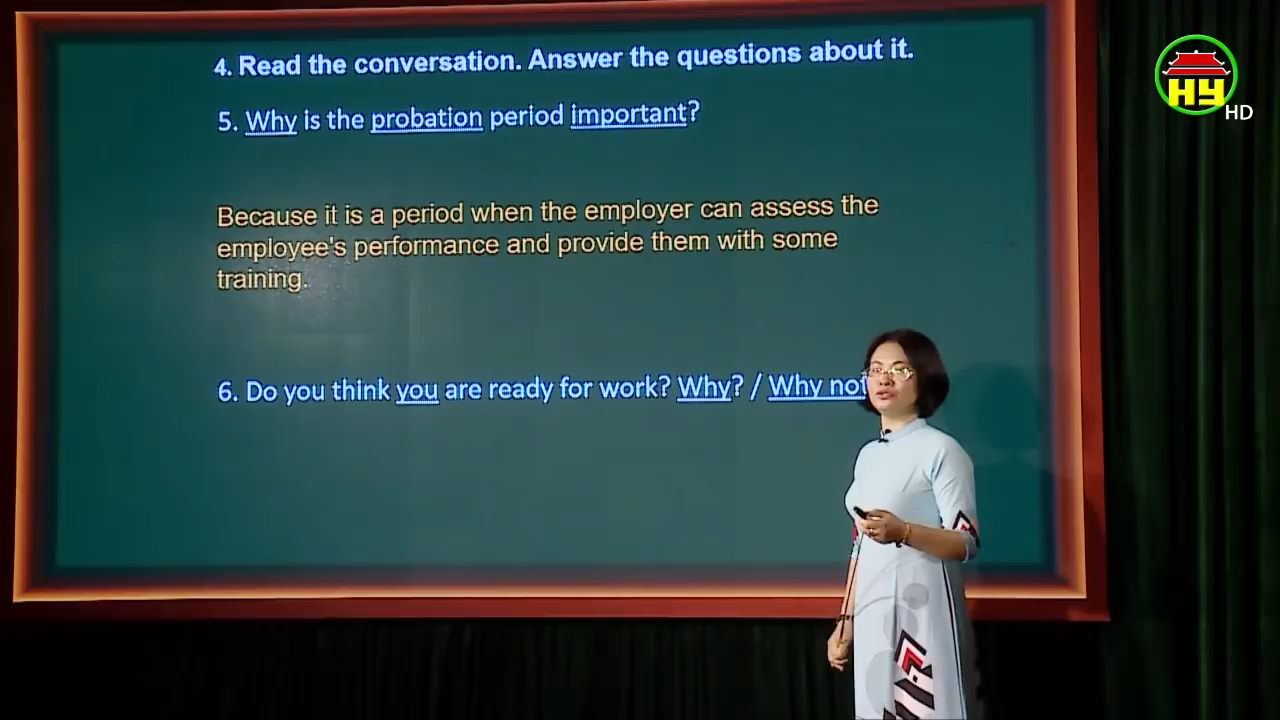 4. Read the conversation. Answer the questions about it.
5. Why is the probation period important?
Because it is a period when the employer can assess the
employee's performance and provide them with some
training.
6. Do you think you are ready for work? Why? / Why not
HY
HD